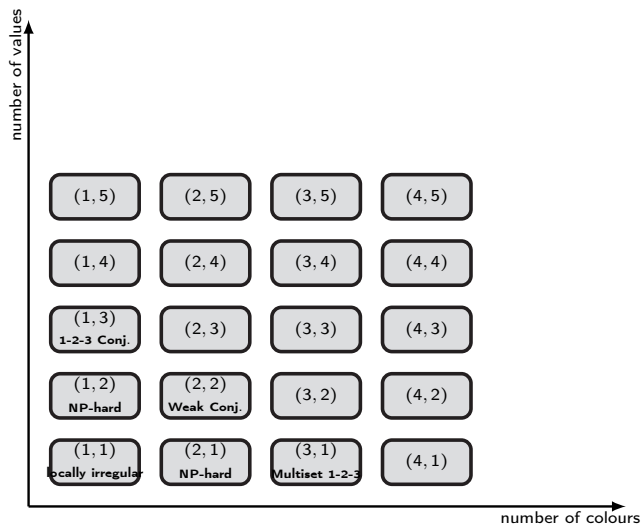 number of values
(1, 5) (2, 5) (3, 5) (4, 5)
(1, 4) (2, 4) (3, 4) (4, 4)
(1, 3) (2, 3) (3, 3) (4, 3)
1-2-3 Conj.
(1, 2) (2, 2) (3, 2) (4, 2)
NP-hard Weak Conj.
(1, 1) (2, 1) (3, 1) (4, 1)
locally irregular NP-hard Multiset 1-2-3
number of colours